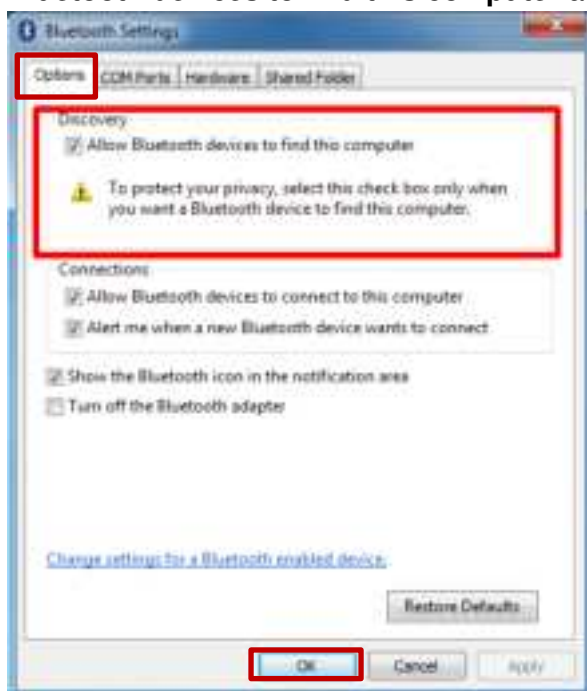 Bluetooth Settings
Options COM Ports Hardware Shared Folder
Discovery
Allow Bluetooth devices to find this computer
To protect your privacy, select this check box only when
you want a Bluetooth device to find this computer.
Connections
Allow Bluetooth devices to connect to this computer
Alert me when a new Bluetooth device wants to connect
Show the Bluetooth icon in the notification area
Turn off the Bluetooth adapter
Change settings for a Bluetooth enabled device.
Restore Defaults
OK Cancel Apply